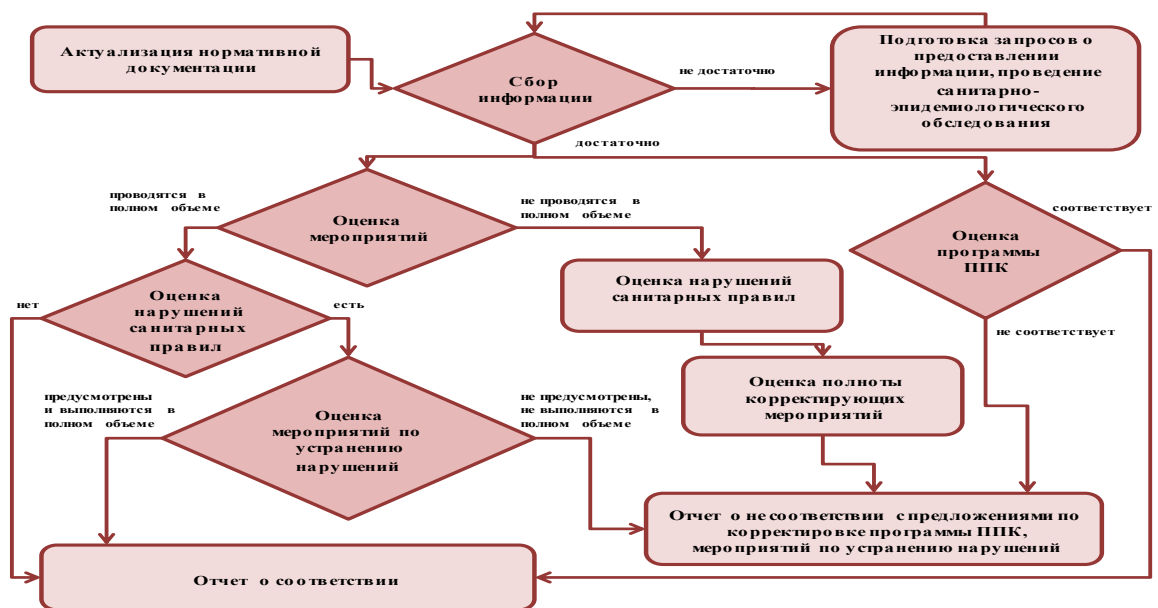 Актуализация нормативной
документации
Сбор
информации
не достаточно
Подготовка запросов о
предоставлении
информации, проведение
санитарно-
эпидемиологического
обследования
достаточно
проводятся в
полном объеме
Оценка
мероприятий
не проводятся в
полном объеме
соответствует
Оценка
программы
ППК
нет
Оценка
нарушений
санитарных
правил
есть
Оценка нарушений
санитарных правил
не соответствует
предусмотрены
и выполняются в
полном объеме
Оценка
мероприятий по
устранению
нарушений
не предусмотрены,
не выполняются в
полном объеме
Оценка полноты
корректирующих
мероприятий
Отчет о несоответствии с предложениями по
корректировке программы ППК,
мероприятий по устранению нарушений
Отчет о соответствии